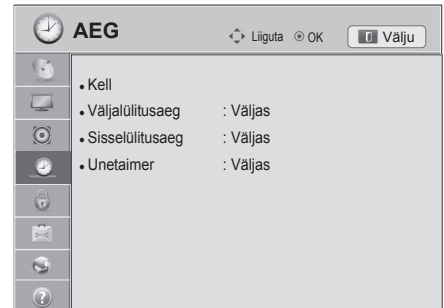 AEG Liiguta OK Välju
• Kell
• Väljalülitusaeg : Väljas
• Sisselülitusaeg : Väljas
• Unetaimer : Väljas